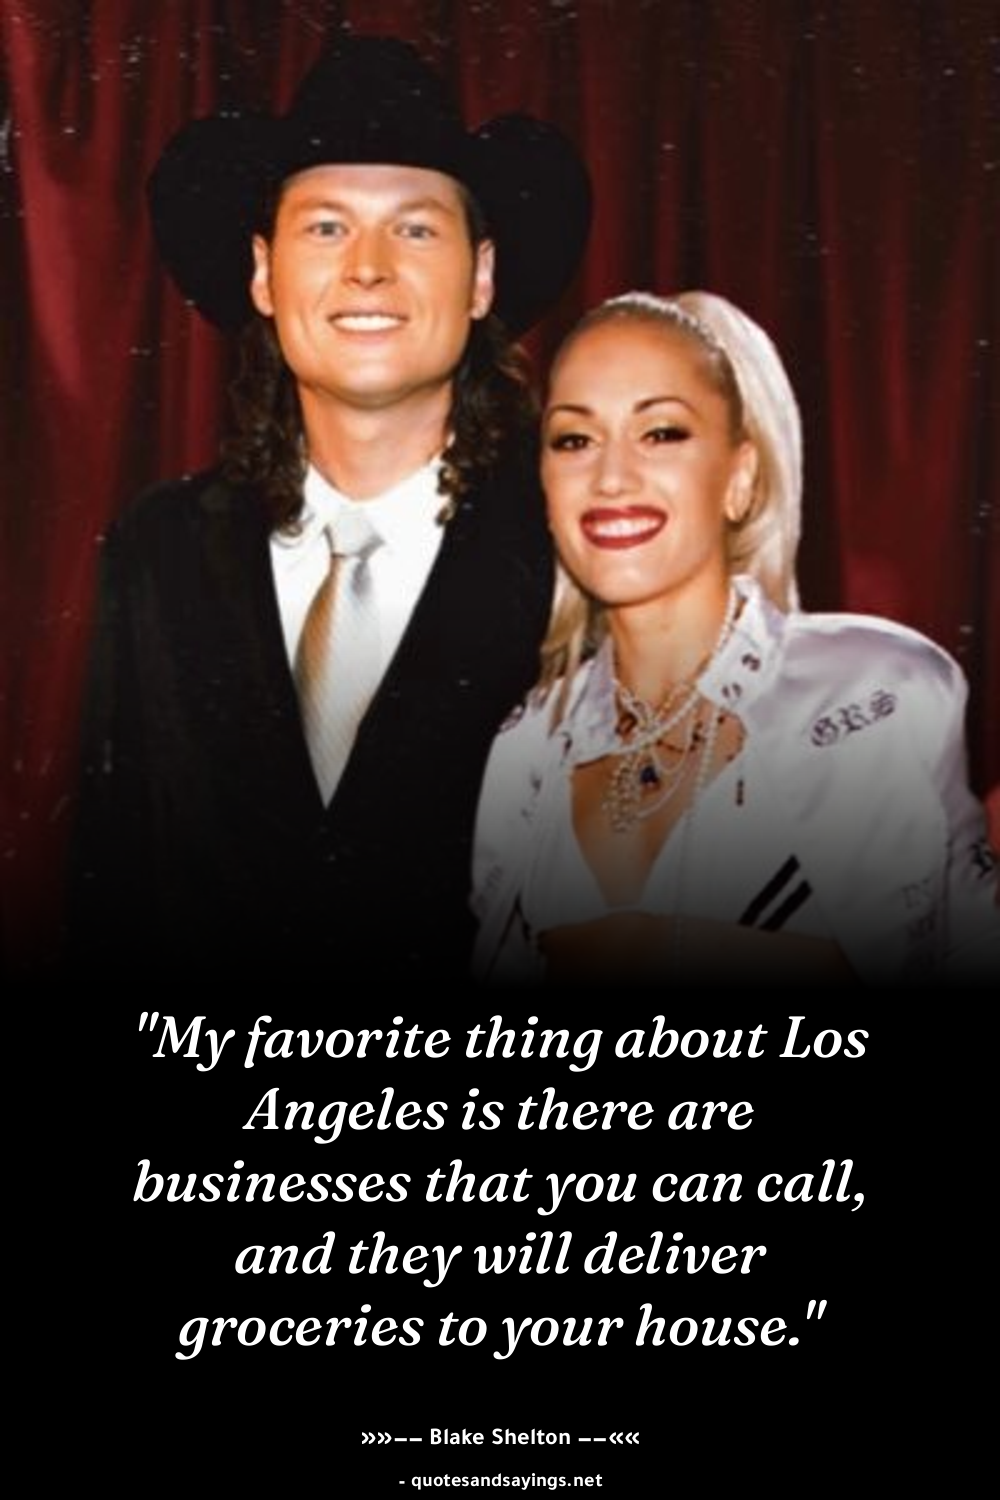 GRS
"My favorite thing about Los
Angeles is there are
businesses that you can call,
and they will deliver
groceries to your house."
»»−− Blake Shelton −−««
- quotesandsayings.net